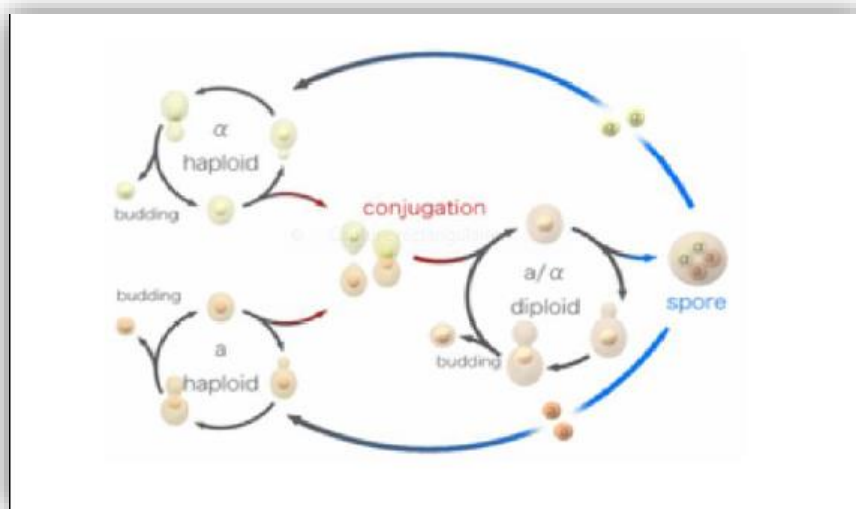 α
haploid
budding
conjugation
budding
a
haploid
a/α
diploid
budding
α
α
α
α
spore